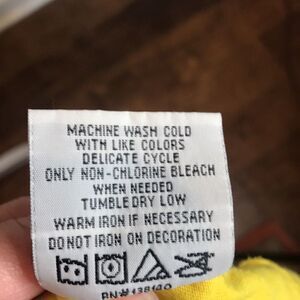 MACHINE WASH COLD
WITH LIKE COLORS
DELICATE CYCLE
ONLY NON-CHLORINE BLEACH
WHEN NEEDED
TUMBLE DRY LOW
WARM IRON IF NECESSARY
DO NOT IRON ON DECORATION